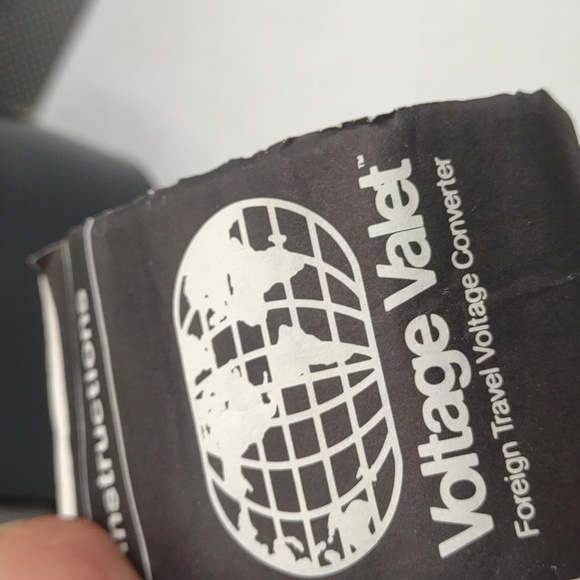 Instructions
Voltage Valet™
Foreign Travel Voltage Converter